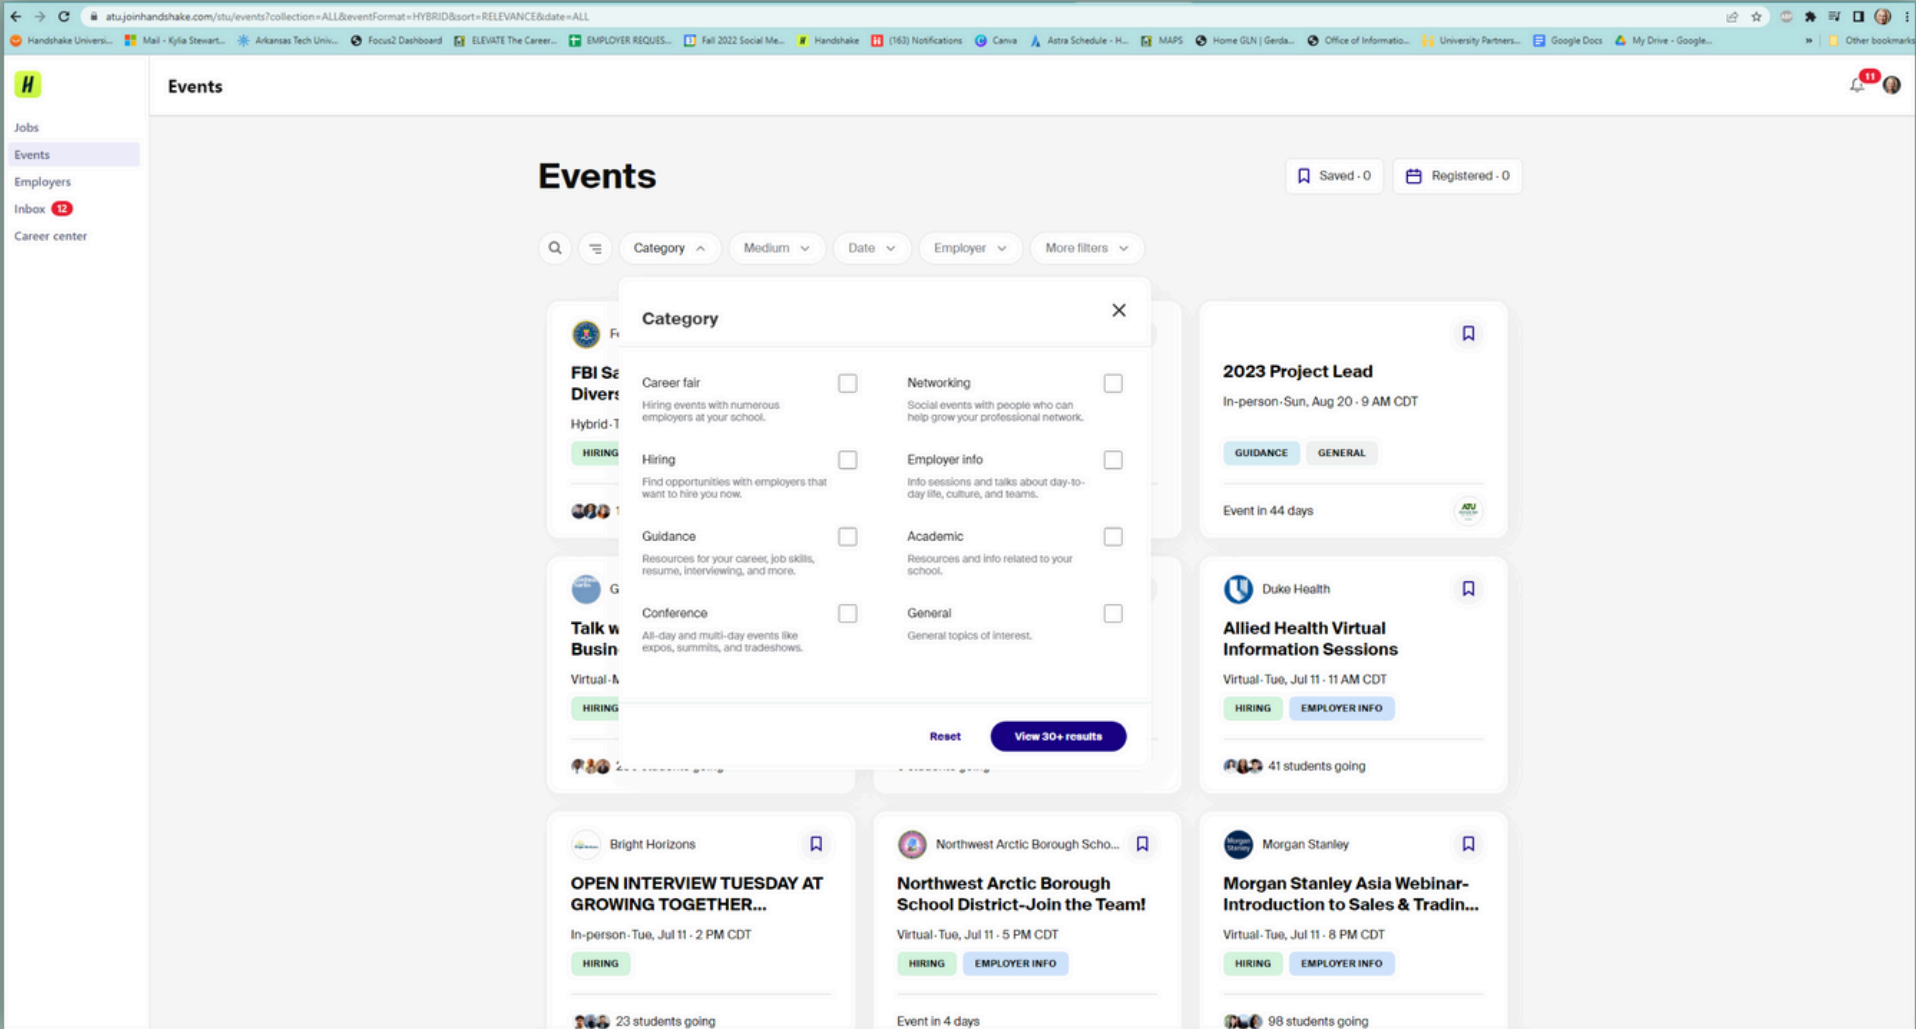 atu.joinhandshake.com/stu/events?collection=ALL&eventFormat=HYBRID&sort=RELEVANCE&date=ALL
Handshake Universi... Mail - Kylia Stewart... Arkansas Tech Univ... Focus2 Dashboard ELEVATE The Career... EMPLOYER REQUES... Fall 2022 Social Me... Handshake (163) Notifications Canva Astra Schedule - H... MAPS Home GLN | Gerda... Office of Informatio... University Partners... Google Docs My Drive - Google... » Other bookmarks
H
Events
11
Jobs
Events
Employers
Inbox 12
Career center
Events
Saved · 0
Registered · 0
Category
Medium
Date
Employer
More filters
Category
Career fair
Hiring events with numerous
employers at your school.
Networking
Social events with people who can
help grow your professional network.
Hiring
Find opportunities with employers that
want to hire you now.
Employer info
Info sessions and talks about day-to-
day life, culture, and teams.
Guidance
Resources for your career, job skills,
resume, interviewing, and more.
Academic
Resources and info related to your
school.
Conference
All-day and multi-day events like
expos, summits, and tradeshows.
General
General topics of interest.
Reset
View 30+ results
FBI Sa
Divers
Hybrid · T
HIRING
2023 Project Lead
In-person · Sun, Aug 20 · 9 AM CDT
GUIDANCE GENERAL
Event in 44 days
ATU
G
Talk w
Busin
Virtual · M
HIRING
Duke Health
Allied Health Virtual
Information Sessions
Virtual · Tue, Jul 11 · 11 AM CDT
HIRING EMPLOYER INFO
41 students going
Bright Horizons
OPEN INTERVIEW TUESDAY AT
GROWING TOGETHER...
In-person · Tue, Jul 11 · 2 PM CDT
HIRING
23 students going
Northwest Arctic Borough Scho...
Northwest Arctic Borough
School District-Join the Team!
Virtual · Tue, Jul 11 · 5 PM CDT
HIRING EMPLOYER INFO
Event in 4 days
Morgan Stanley
Morgan Stanley
Morgan Stanley Asia Webinar-
Introduction to Sales & Tradin...
Virtual · Tue, Jul 11 · 8 PM CDT
HIRING EMPLOYER INFO
98 students going